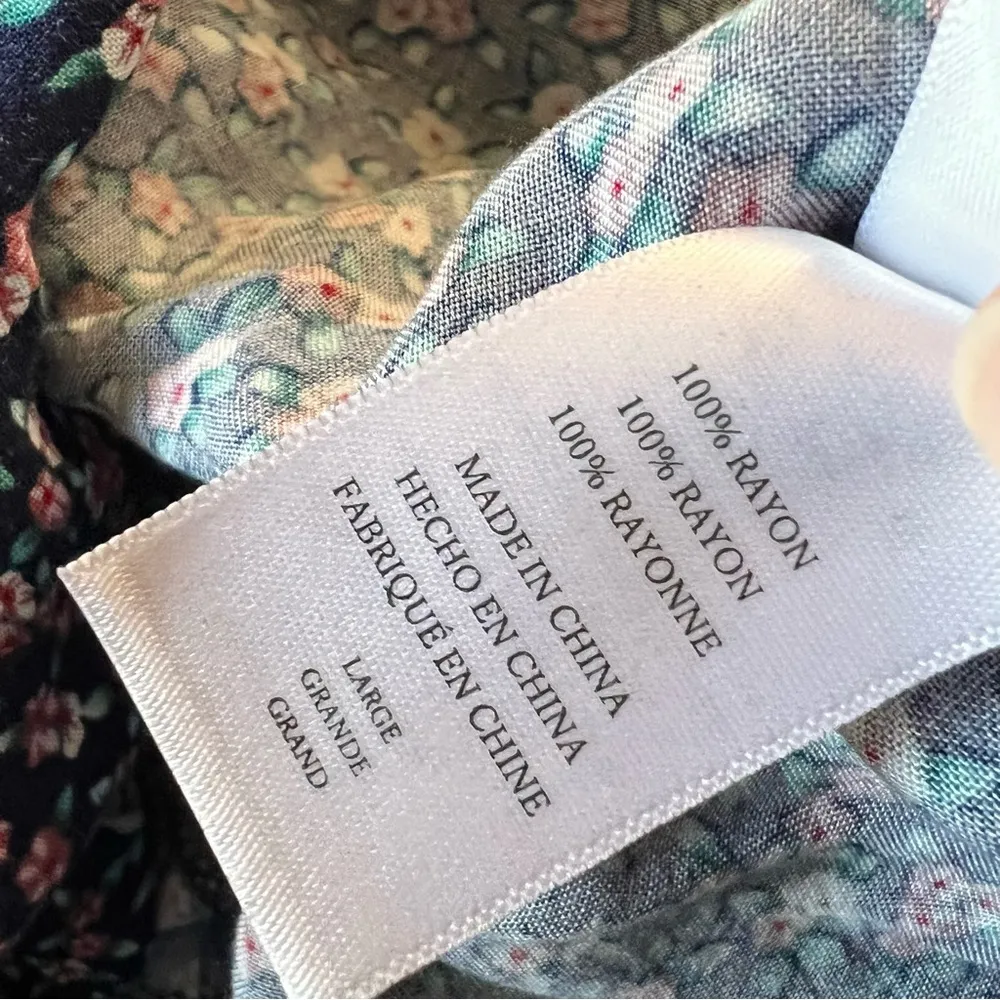 100% RAYON
100% RAYON
100% RAYONNE
MADE IN CHINA
HECHO EN CHINA
FABRIQUÉ EN CHINE
LARGE
GRANDE
GRAND